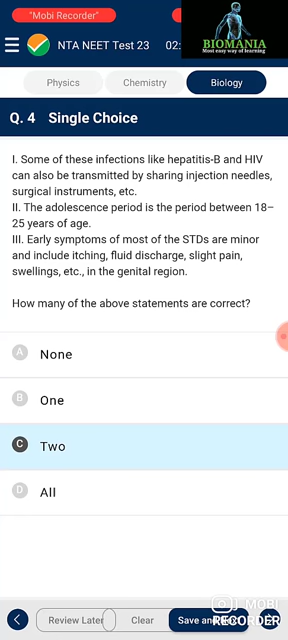 "Mobi Recorder"
NTA NEET Test 23
02:
BIOMANIA
Most easy way of learning
Physics
Chemistry
Biology
Q. 4 Single Choice
I. Some of these infections like hepatitis-B and HIV
can also be transmitted by sharing injection needles,
surgical instruments, etc.
II. The adolescence period is the period between 18–
25 years of age.
III. Early symptoms of most of the STDs are minor
and include itching, fluid discharge, slight pain,
swellings, etc., in the genital region.
How many of the above statements are correct?
A None
B One
C Two
D All
Review Later
Clear
Save and
MOBI
RECORDER